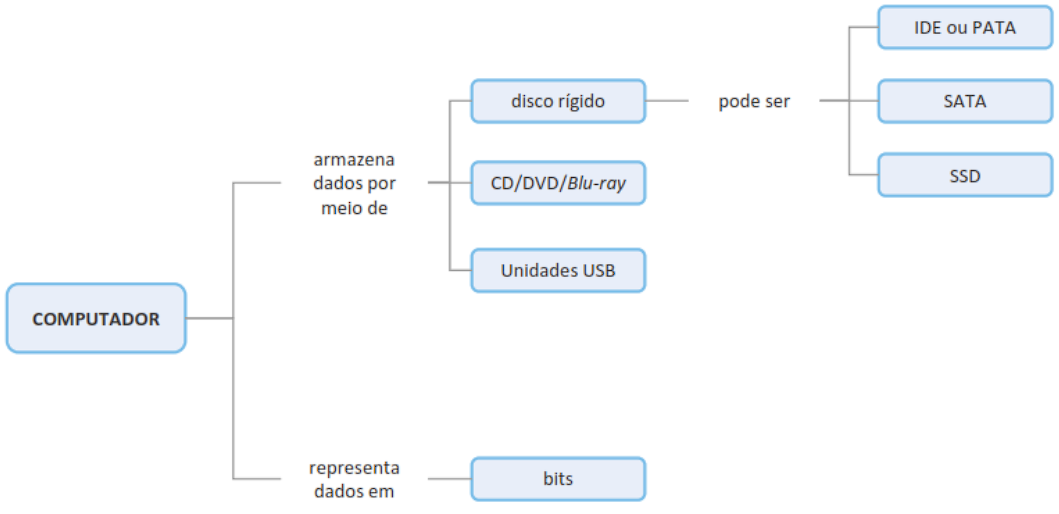 COMPUTADOR
armazena
dados por
meio de
disco rígido
pode ser
IDE ou PATA
SATA
SSD
CD/DVD/Blu-ray
Unidades USB
representa
dados em
bits